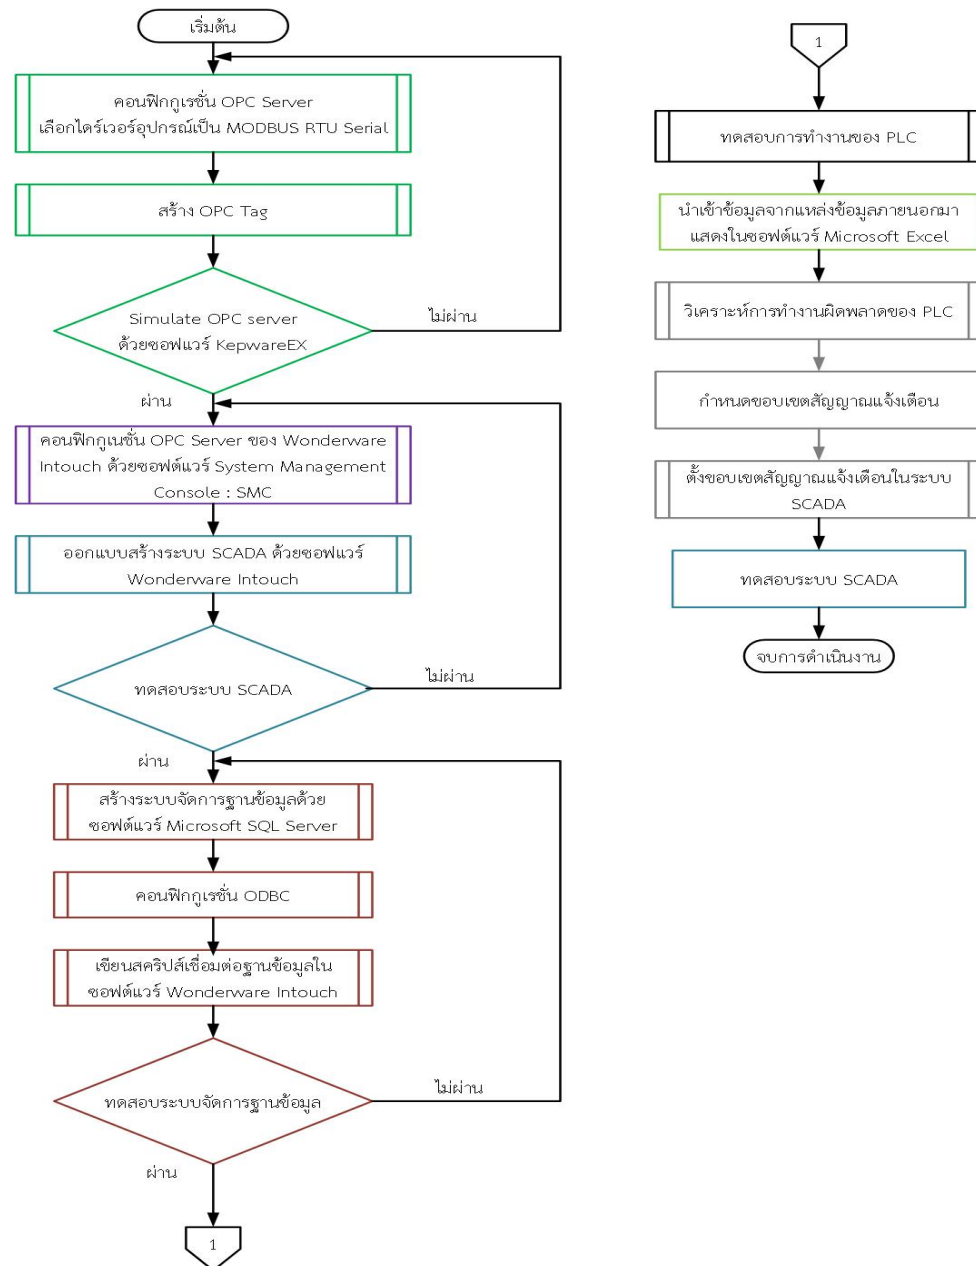 เริ่มต้น
คอนฟิกกูเรชั่น OPC Server
เลือกไดร์เวอร์อุปกรณ์เป็น MODBUS RTU Serial
สร้าง OPC Tag
Simulate OPC server
ด้วยซอฟแวร์ KepwareEX
ไม่ผ่าน
ผ่าน
คอนฟิกกูเนชั่น OPC Server ของ Wonderware
Intouch ด้วยซอฟต์แวร์ System Management
Console : SMC
ออกแบบสร้างระบบ SCADA ด้วยซอฟแวร์
Wonderware Intouch
ทดสอบระบบ SCADA
ไม่ผ่าน
ผ่าน
สร้างระบบจัดการฐานข้อมูลด้วย
ซอฟต์แวร์ Microsoft SQL Server
คอนฟิกกูเรชั่น ODBC
เขียนสคริปส์เชื่อมต่อฐานข้อมูลใน
ซอฟต์แวร์ Wonderware Intouch
ทดสอบระบบจัดการฐานข้อมูล
ไม่ผ่าน
ผ่าน
1
1
ทดสอบการทำงานของ PLC
นำเข้าข้อมูลจากแหล่งข้อมูลภายนอกมา
แสดงในซอฟต์แวร์ Microsoft Excel
วิเคราะห์การทำงานผิดพลาดของ PLC
กำหนดขอบเขตสัญญาณแจ้งเตือน
ตั้งขอบเขตสัญญาณแจ้งเตือนในระบบ
SCADA
ทดสอบระบบ SCADA
จบการดำเนินงาน